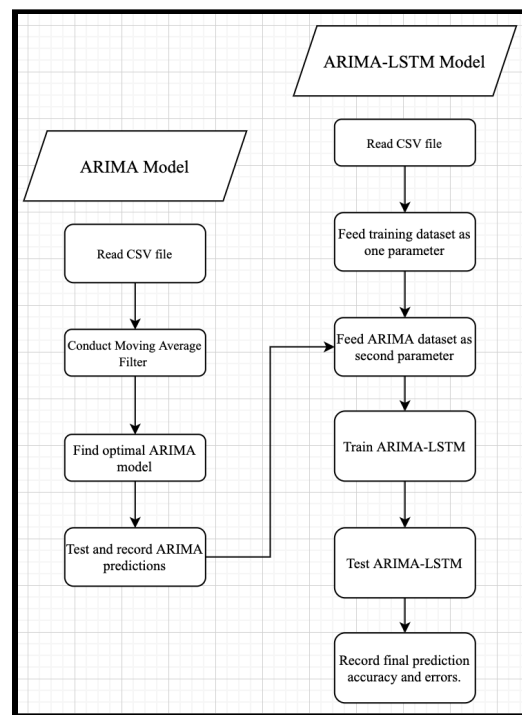 ARIMA Model
Read CSV file
Conduct Moving Average
Filter
Find optimal ARIMA
model
Test and record ARIMA
predictions
ARIMA-LSTM Model
Read CSV file
Feed training dataset as
one parameter
Feed ARIMA dataset as
second parameter
Train ARIMA-LSTM
Test ARIMA-LSTM
Record final prediction
accuracy and errors.